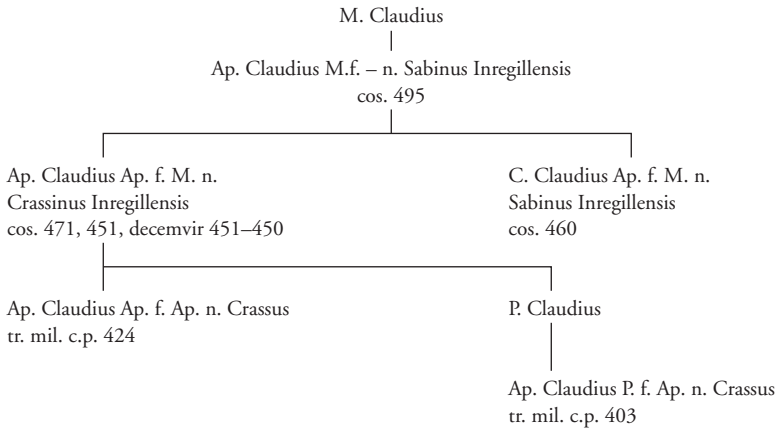 M. Claudius
Ap. Claudius M.f. – n. Sabinus Inregillensis
cos. 495
Ap. Claudius Ap. f. M. n.
Crassinus Inregillensis
cos. 471, 451, decemvir 451–450
C. Claudius Ap. f. M. n.
Sabinus Inregillensis
cos. 460
Ap. Claudius Ap. f. Ap. n. Crassus
tr. mil. c.p. 424
P. Claudius
Ap. Claudius P. f. Ap. n. Crassus
tr. mil. c.p. 403